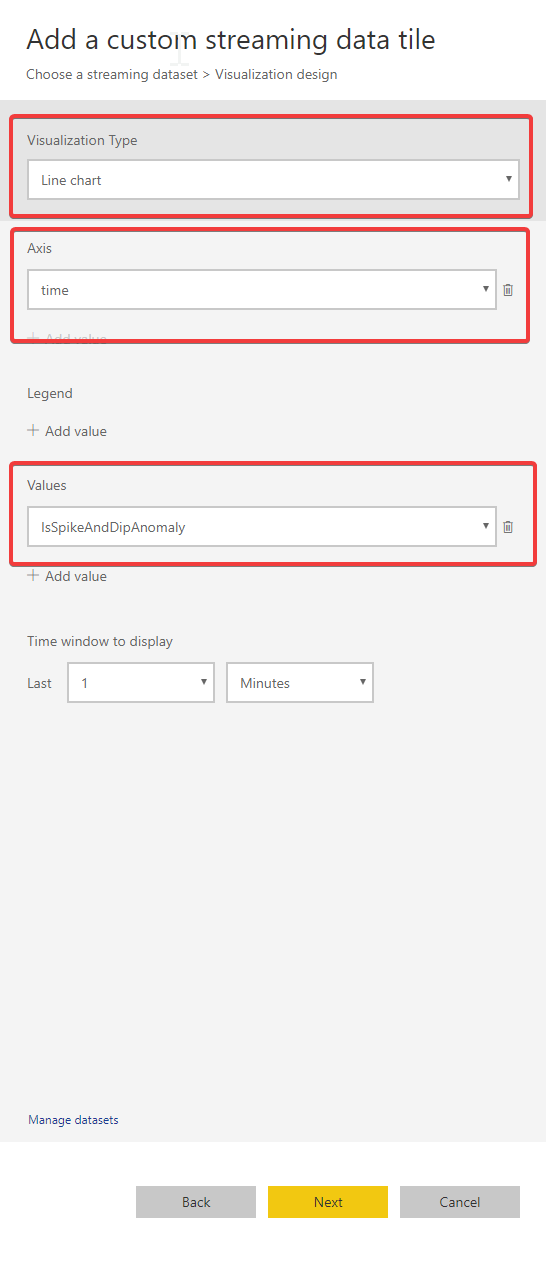 Add a custom streaming data tile
Choose a streaming dataset > Visualization design
Visualization Type
Line chart
Axis
time
+ Add value
Legend
+ Add value
Values
IsSpikeAndDipAnomaly
+ Add value
Time window to display
Last 1 Minutes
Manage datasets
Back Next Cancel